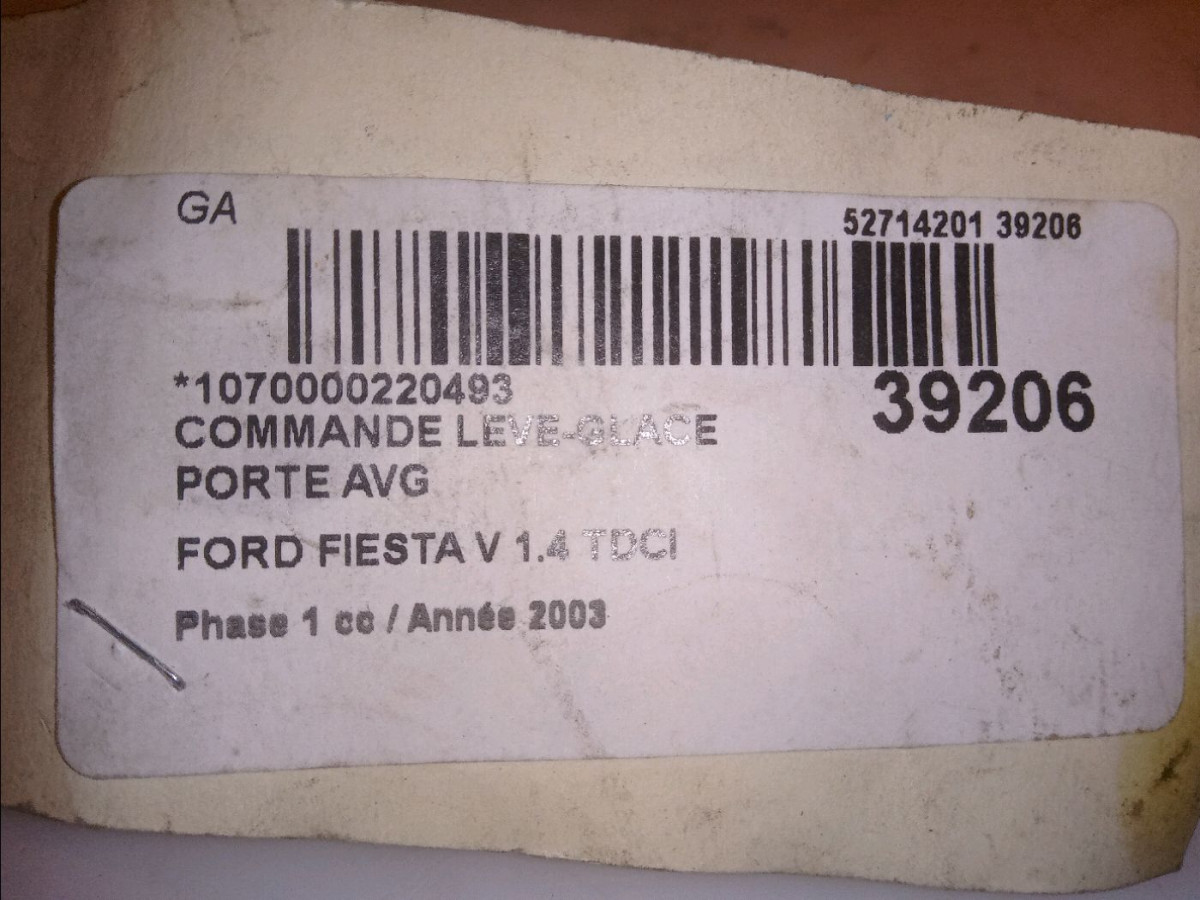 GA
52714201 39206
*1070000220493
39206
COMMANDE LEVE-GLACE
PORTE AVG
FORD FIESTA V 1.4 TDCI
Phase 1 cc / Année 2003